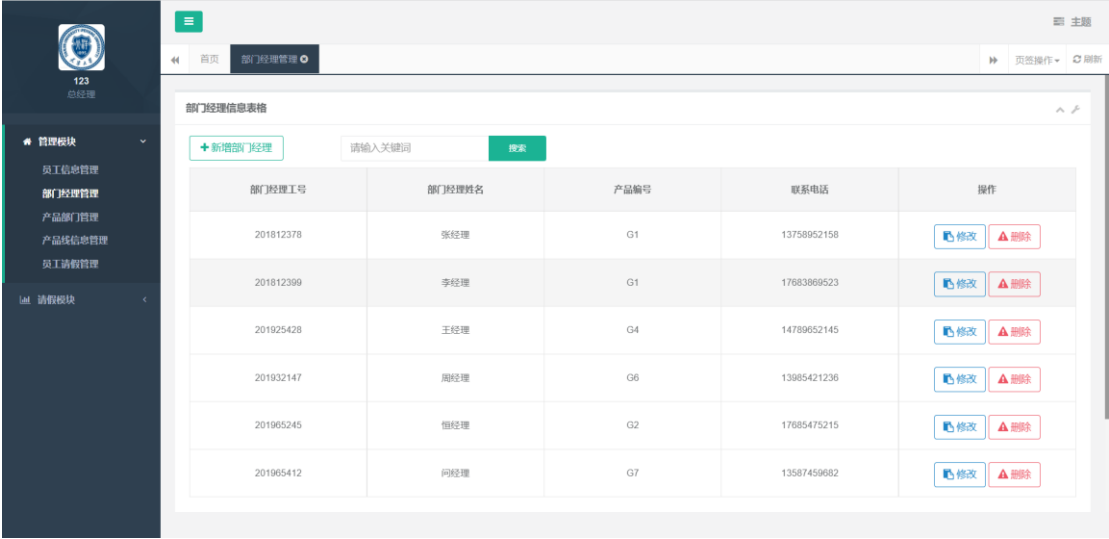 主题
首页 部门经理管理 页签操作 刷新
123
总经理
管理模块
员工信息管理
部门经理管理
产品部门管理
产品线信息管理
员工请假管理
请假模块
部门经理信息表格
新增部门经理 请输入关键词 搜索
部门经理工号 部门经理姓名 产品编号 联系电话 操作
201812378 张经理 G1 13758952158 修改 删除
201812399 李经理 G1 17683869523 修改 删除
201925428 王经理 G4 14789652145 修改 删除
201932147 周经理 G6 13985421236 修改 删除
201965245 恒经理 G2 17685475215 修改 删除
201965412 问经理 G7 13587459682 修改 删除